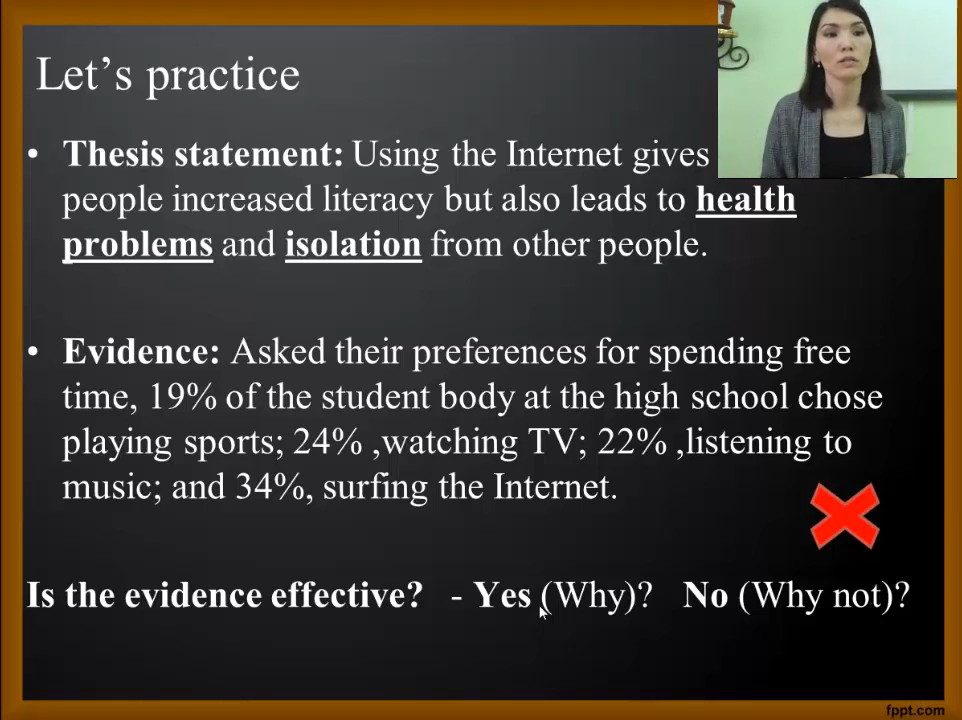 Let's practice
• Thesis statement: Using the Internet gives
people increased literacy but also leads to health
problems and isolation from other people.
• Evidence: Asked their preferences for spending free
time, 19% of the student body at the high school chose
playing sports; 24% ,watching TV; 22% ,listening to
music; and 34%, surfing the Internet.
Is the evidence effective? - Yes (Why)? No (Why not)?
fppt.com